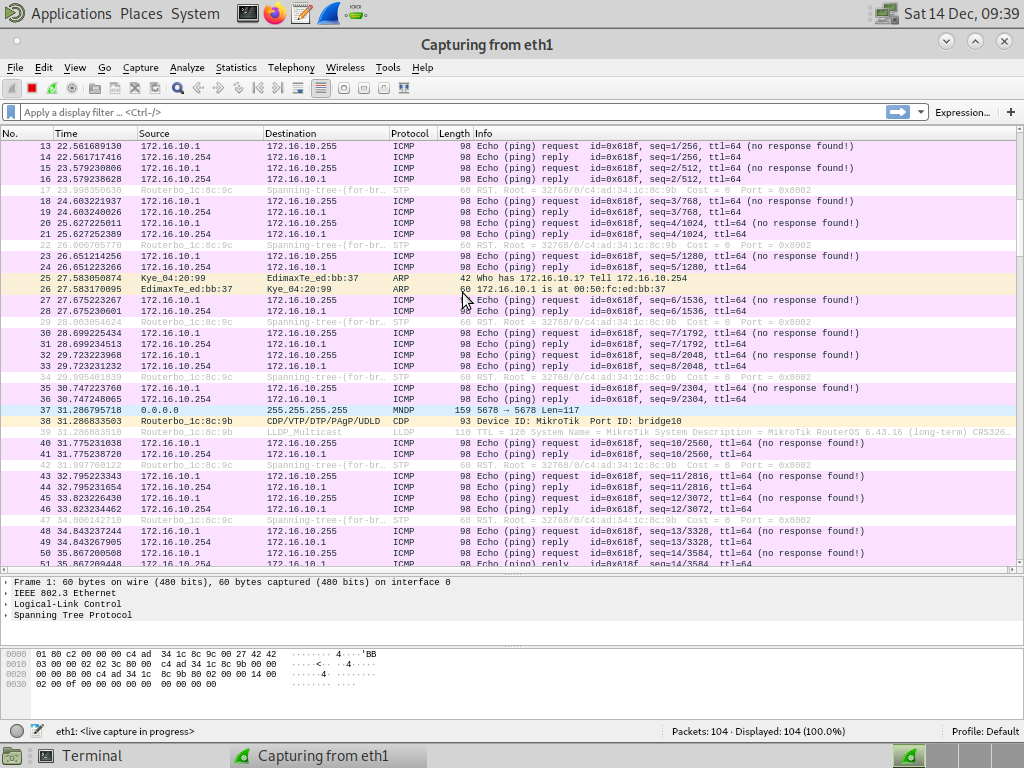 Applications Places System Sat 14 Dec, 09:39
Capturing from eth1
File Edit View Go Capture Analyze Statistics Telephony Wireless Tools Help
Apply a display filter ... <Ctrl-/> Expression... +
No. Time Source Destination Protocol Length Info
13 22.561689130 172.16.10.1 172.16.10.255 ICMP 98 Echo (ping) request id=0x618f, seq=1/256, ttl=64 (no response found!)
14 22.561717416 172.16.10.254 172.16.10.1 ICMP 98 Echo (ping) reply id=0x618f, seq=1/256, ttl=64
15 23.579230806 172.16.10.1 172.16.10.255 ICMP 98 Echo (ping) request id=0x618f, seq=2/512, ttl=64 (no response found!)
16 23.579238628 172.16.10.254 172.16.10.1 ICMP 98 Echo (ping) reply id=0x618f, seq=2/512, ttl=64
17 23.998350630 Routerbo_1c:8c:9c Spanning-tree-(for-br… STP 60 RST. Root = 32768/0/c4:ad:34:1c:8c:9b Cost = 0 Port = 0x8002
18 24.603221937 172.16.10.1 172.16.10.255 ICMP 98 Echo (ping) request id=0x618f, seq=3/768, ttl=64 (no response found!)
19 24.603240026 172.16.10.254 172.16.10.1 ICMP 98 Echo (ping) reply id=0x618f, seq=3/768, ttl=64
20 25.627225011 172.16.10.1 172.16.10.255 ICMP 98 Echo (ping) request id=0x618f, seq=4/1024, ttl=64 (no response found!)
21 25.627252389 172.16.10.254 172.16.10.1 ICMP 98 Echo (ping) reply id=0x618f, seq=4/1024, ttl=64
22 26.000705770 Routerbo_1c:8c:9c Spanning-tree-(for-br… STP 60 RST. Root = 32768/0/c4:ad:34:1c:8c:9b Cost = 0 Port = 0x8002
23 26.651214256 172.16.10.1 172.16.10.255 ICMP 98 Echo (ping) request id=0x618f, seq=5/1280, ttl=64 (no response found!)
24 26.651223266 172.16.10.254 172.16.10.1 ICMP 98 Echo (ping) reply id=0x618f, seq=5/1280, ttl=64
25 27.583050874 Kye_04:20:99 EdimaxTe_ed:bb:37 ARP 42 Who has 172.16.10.1? Tell 172.16.10.254
26 27.583170095 EdimaxTe_ed:bb:37 Kye_04:20:99 ARP 60 172.16.10.1 is at 00:50:fc:ed:bb:37
27 27.675223267 172.16.10.1 172.16.10.255 ICMP 98 Echo (ping) request id=0x618f, seq=6/1536, ttl=64 (no response found!)
28 27.675230601 172.16.10.254 172.16.10.1 ICMP 98 Echo (ping) reply id=0x618f, seq=6/1536, ttl=64
29 28.003054624 Routerbo_1c:8c:9c Spanning-tree-(for-br… STP 60 RST. Root = 32768/0/c4:ad:34:1c:8c:9b Cost = 0 Port = 0x8002
30 28.699225434 172.16.10.1 172.16.10.255 ICMP 98 Echo (ping) request id=0x618f, seq=7/1792, ttl=64 (no response found!)
31 28.699234513 172.16.10.254 172.16.10.1 ICMP 98 Echo (ping) reply id=0x618f, seq=7/1792, ttl=64
32 29.723223968 172.16.10.1 172.16.10.255 ICMP 98 Echo (ping) request id=0x618f, seq=8/2048, ttl=64 (no response found!)
33 29.723231286 172.16.10.254 172.16.10.1 ICMP 98 Echo (ping) reply id=0x618f, seq=8/2048, ttl=64
34 29.995401839 Routerbo_1c:8c:9c Spanning-tree-(for-br… STP 60 RST. Root = 32768/0/c4:ad:34:1c:8c:9b Cost = 0 Port = 0x8002
35 30.747223760 172.16.10.1 172.16.10.255 ICMP 98 Echo (ping) request id=0x618f, seq=9/2304, ttl=64 (no response found!)
36 30.747248065 172.16.10.254 172.16.10.1 ICMP 98 Echo (ping) reply id=0x618f, seq=9/2304, ttl=64
37 31.286795718 0.0.0.0 255.255.255.255 MNDP 159 5678 → 5678 Len=117
38 31.286833503 Routerbo_1c:8c:9b CDP/VTP/DTP/PAgP/UDLD CDP 93 Device ID: MikroTik Port ID: bridge10
39 31.286883510 Routerbo_1c:8c:9b LLDP_Multicast LLDP 110 TTL = 120 System Name = MikroTik System Description = MikroTik RouterOS 6.43.16 (long-term) CRS326…
40 31.775231038 172.16.10.1 172.16.10.255 ICMP 98 Echo (ping) request id=0x618f, seq=10/2560, ttl=64 (no response found!)
41 31.775238720 172.16.10.254 172.16.10.1 ICMP 98 Echo (ping) reply id=0x618f, seq=10/2560, ttl=64
42 31.997700122 Routerbo_1c:8c:9c Spanning-tree-(for-br… STP 60 RST. Root = 32768/0/c4:ad:34:1c:8c:9b Cost = 0 Port = 0x8002
43 32.795223343 172.16.10.1 172.16.10.255 ICMP 98 Echo (ping) request id=0x618f, seq=11/2816, ttl=64 (no response found!)
44 32.795231654 172.16.10.254 172.16.10.1 ICMP 98 Echo (ping) reply id=0x618f, seq=11/2816, ttl=64
45 33.823226430 172.16.10.1 172.16.10.255 ICMP 98 Echo (ping) request id=0x618f, seq=12/3072, ttl=64 (no response found!)
46 33.823234462 172.16.10.254 172.16.10.1 ICMP 98 Echo (ping) reply id=0x618f, seq=12/3072, ttl=64
47 34.000142710 Routerbo_1c:8c:9c Spanning-tree-(for-br… STP 60 RST. Root = 32768/0/c4:ad:34:1c:8c:9b Cost = 0 Port = 0x8002
48 34.843237244 172.16.10.1 172.16.10.255 ICMP 98 Echo (ping) request id=0x618f, seq=13/3328, ttl=64 (no response found!)
49 34.843267905 172.16.10.254 172.16.10.1 ICMP 98 Echo (ping) reply id=0x618f, seq=13/3328, ttl=64
50 35.867200508 172.16.10.1 172.16.10.255 ICMP 98 Echo (ping) request id=0x618f, seq=14/3584, ttl=64 (no response found!)
51 35.867209448 172.16.10.254 172.16.10.1 ICMP 98 Echo (ping) reply id=0x618f, seq=14/3584, ttl=64
Frame 1: 60 bytes on wire (480 bits), 60 bytes captured (480 bits) on interface 0
IEEE 802.3 Ethernet
Logical-Link Control
Spanning Tree Protocol
0000 01 80 c2 00 00 00 c4 ad 34 1c 8c 9c 00 27 42 42 ········ 4····'BB
0010 03 00 00 02 02 3c 80 00 c4 ad 34 1c 8c 9b 00 00 ·····<·· ··4·····
0020 00 00 80 00 c4 ad 34 1c 8c 9b 80 02 00 00 14 00 ······4· ········
0030 02 00 0f 00 00 00 00 00 00 00 00 00 ········ ····
eth1: <live capture in progress> Packets: 104 · Displayed: 104 (100.0%) Profile: Default
Terminal Capturing from eth1